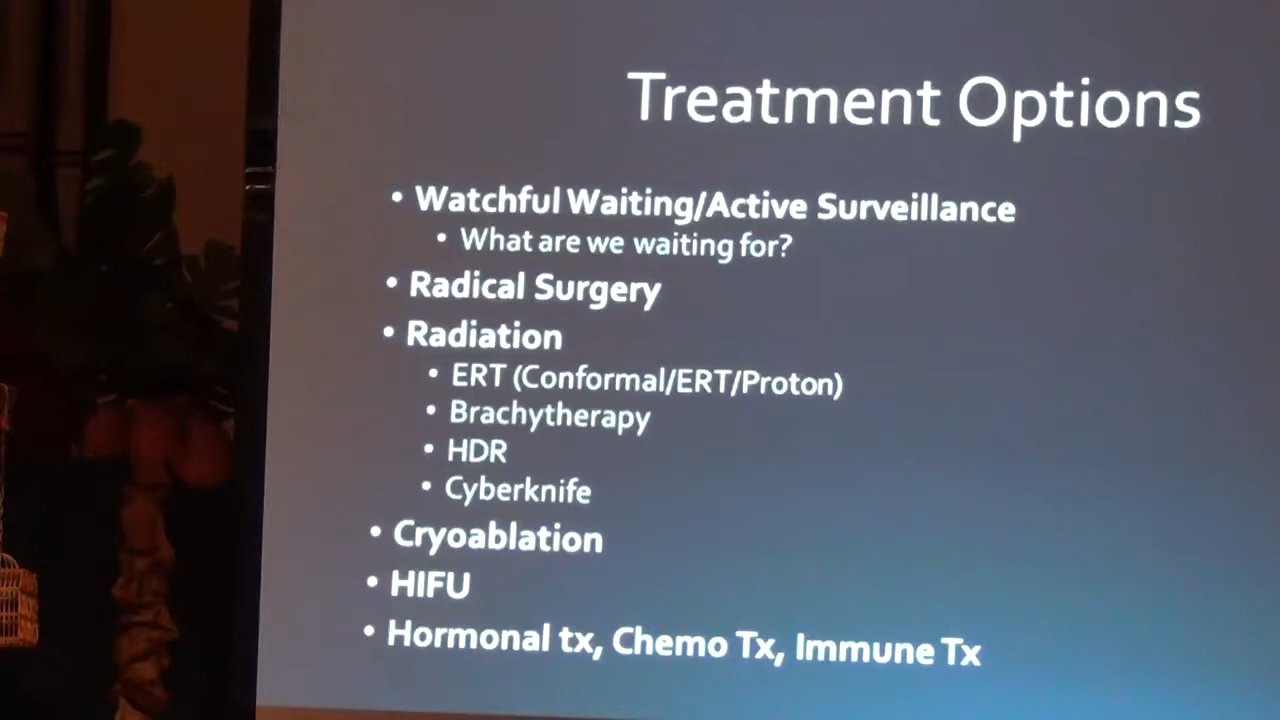 Treatment Options
• Watchful Waiting/Active Surveillance
• What are we waiting for?
• Radical Surgery
• Radiation
• ERT (Conformal/ERT/Proton)
• Brachytherapy
• HDR
• Cyberknife
• Cryoablation
• HIFU
• Hormonal tx, Chemo Tx, Immune Tx